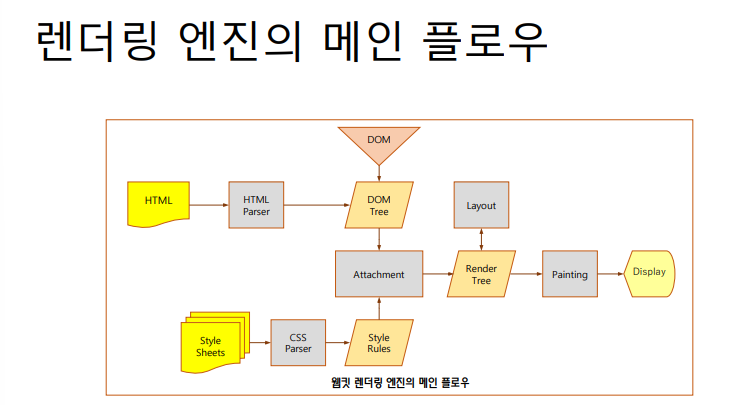 렌더링 엔진의 메인 플로우
DOM
HTML
HTML
Parser
DOM
Tree
Layout
Attachment
Render
Tree
Painting
Display
Style
Sheets
CSS
Parser
Style
Rules
웹킷 렌더링 엔진의 메인 플로우